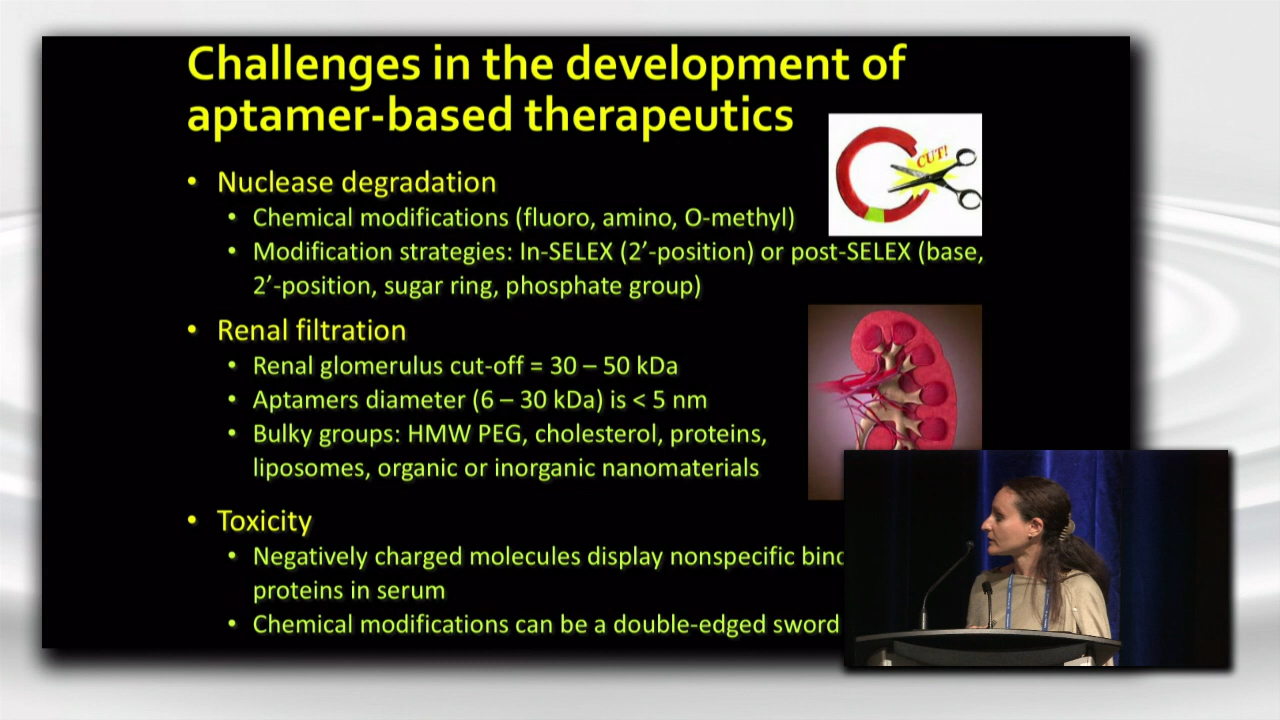 Challenges in the development of
aptamer-based therapeutics
CUT!
• Nuclease degradation
• Chemical modifications (fluoro, amino, O-methyl)
• Modification strategies: In-SELEX (2’-position) or post-SELEX (base,
2’-position, sugar ring, phosphate group)
• Renal filtration
• Renal glomerulus cut-off = 30 – 50 kDa
• Aptamers diameter (6 – 30 kDa) is < 5 nm
• Bulky groups: HMW PEG, cholesterol, proteins,
liposomes, organic or inorganic nanomaterials
• Toxicity
• Negatively charged molecules display nonspecific
proteins in serum
• Chemical modifications can be a double-edged sword